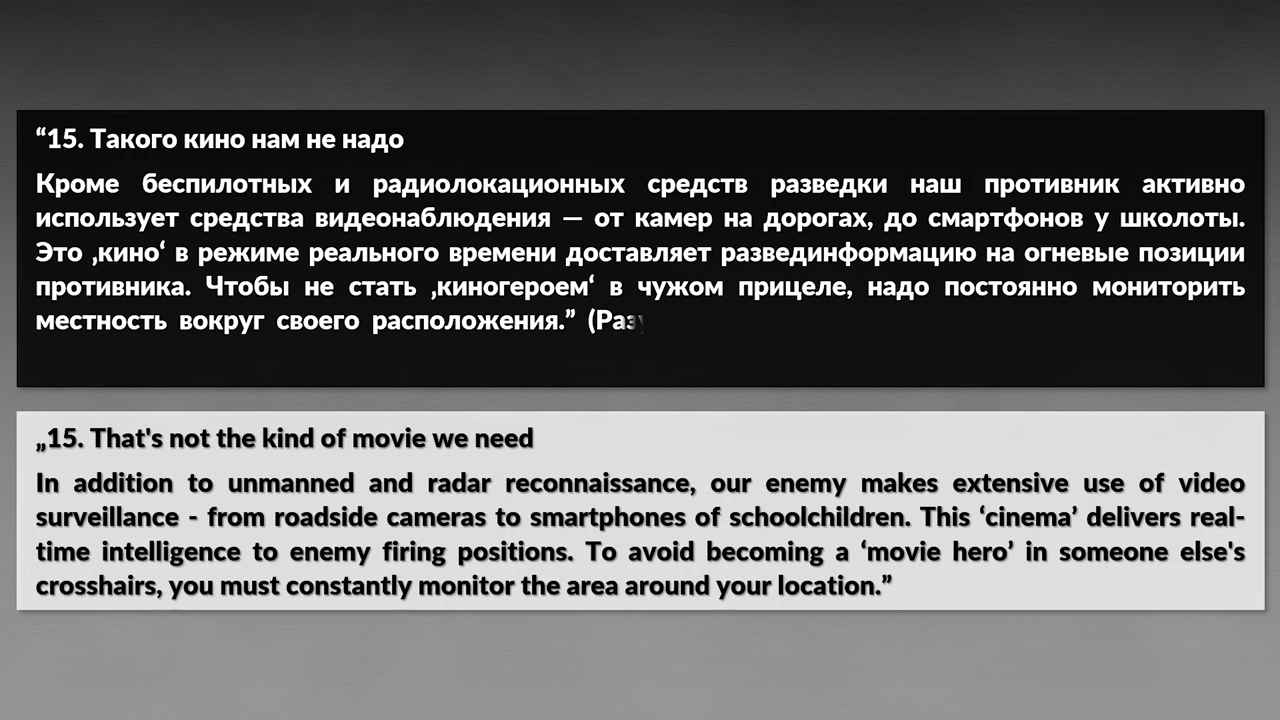 “15. Такого кино нам не надо
Кроме беспилотных и радиолокационных средств разведки наш противник активно
использует средства видеонаблюдения — от камер на дорогах, до смартфонов у школоты.
Это ‚кино‘ в режиме реального времени доставляет развединформацию на огневые позиции
противника. Чтобы не стать ‚киногероем‘ в чужом прицеле, надо постоянно мониторить
местность вокруг своего расположения.”
„15. That's not the kind of movie we need
In addition to unmanned and radar reconnaissance, our enemy makes extensive use of video
surveillance - from roadside cameras to smartphones of schoolchildren. This ‘cinema’ delivers real-
time intelligence to enemy firing positions. To avoid becoming a ‘movie hero’ in someone else's
crosshairs, you must constantly monitor the area around your location.”